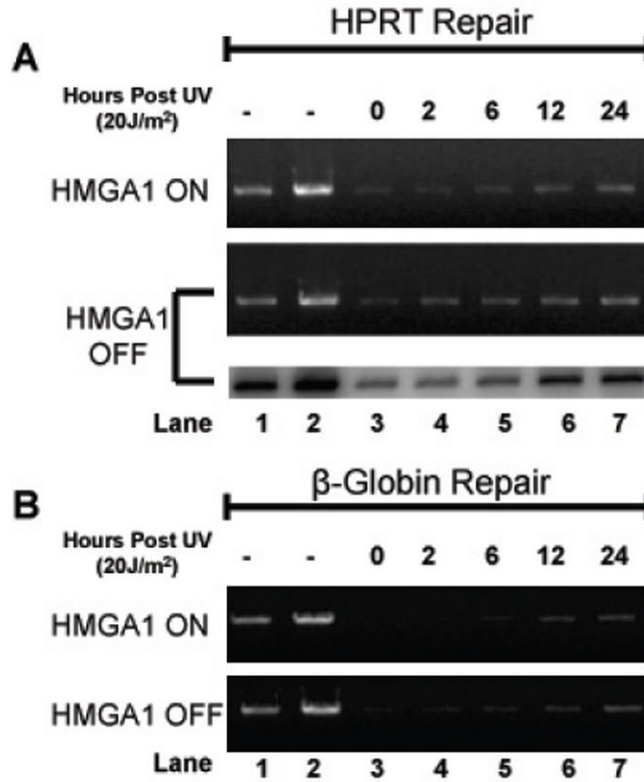 HPRT Repair
A
Hours Post UV
(20J/m²)
- - 0 2 6 12 24
HMGA1 ON
HMGA1
OFF
Lane 1 2 3 4 5 6 7
β-Globin Repair
B
Hours Post UV
(20J/m²)
- - 0 2 6 12 24
HMGA1 ON
HMGA1 OFF
Lane 1 2 3 4 5 6 7